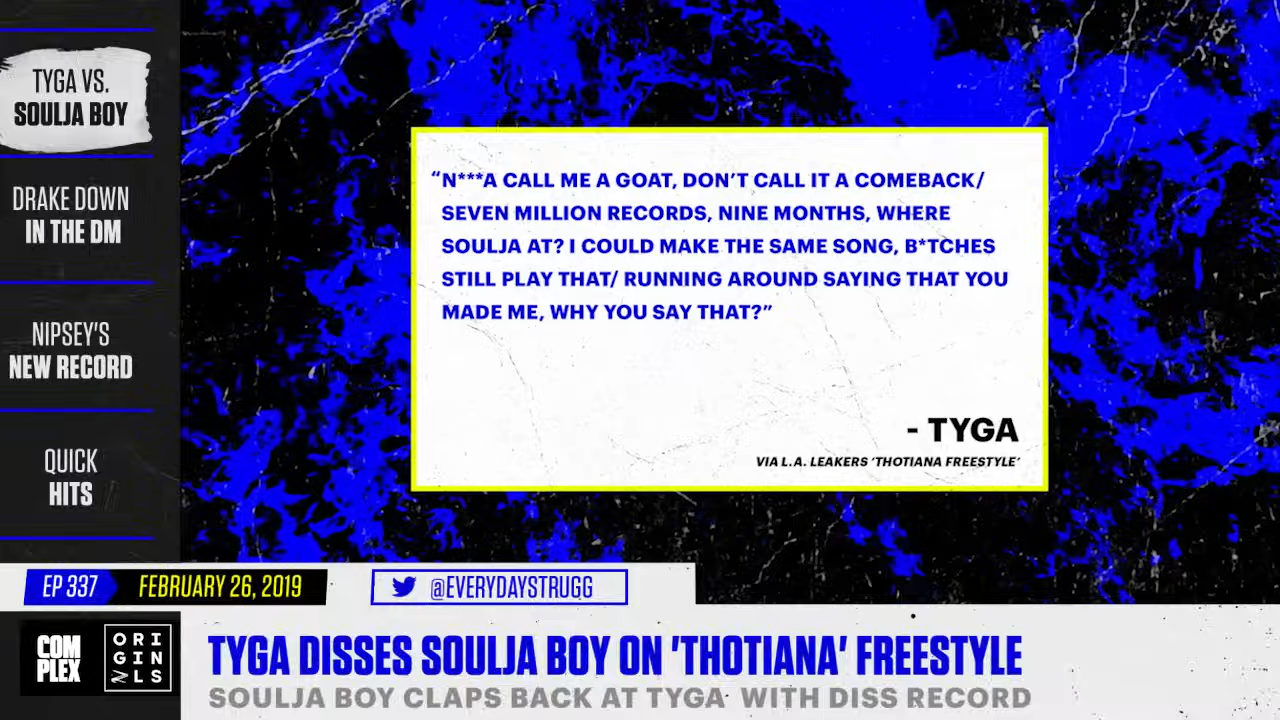 TYGA VS.
SOULJA BOY
DRAKE DOWN
IN THE DM
NIPSEY'S
NEW RECORD
QUICK
HITS
“N***A CALL ME A GOAT, DON’T CALL IT A COMEBACK/
SEVEN MILLION RECORDS, NINE MONTHS, WHERE
SOULJA AT? I COULD MAKE THE SAME SONG, B*TCHES
STILL PLAY THAT/ RUNNING AROUND SAYING THAT YOU
MADE ME, WHY YOU SAY THAT?”
- TYGA
VIA L.A. LEAKERS ‘THOTIANA FREESTYLE’
EP 337
FEBRUARY 26, 2019
@EVERYDAYSTRUGG
COM
PLEX
ORI
GIN
NLS
TYGA DISSES SOULJA BOY ON 'THOTIANA' FREESTYLE
SOULJA BOY CLAPS BACK AT TYGA WITH DISS RECORD